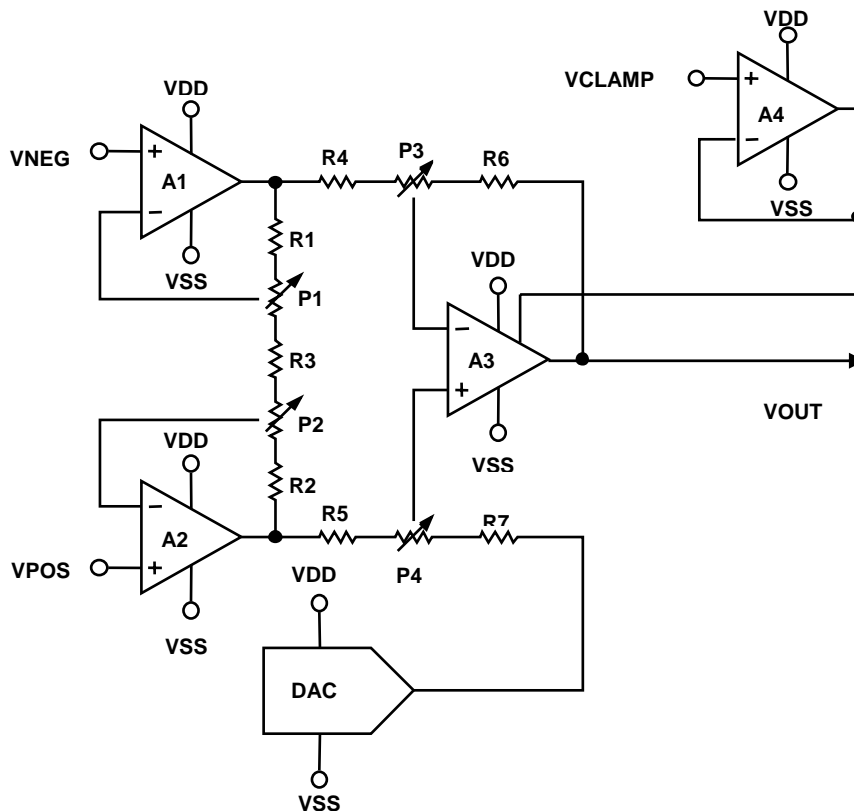 VDD
VCLAMP
+
A4
−
VSS
VDD
VNEG
+
A1
−
VSS
R4
P3
R6
R1
P1
R3
P2
R2
VDD
−
A3
+
VSS
VOUT
VDD
−
A2
+
VPOS
VSS
R5
P4
R7
VDD
DAC
VSS